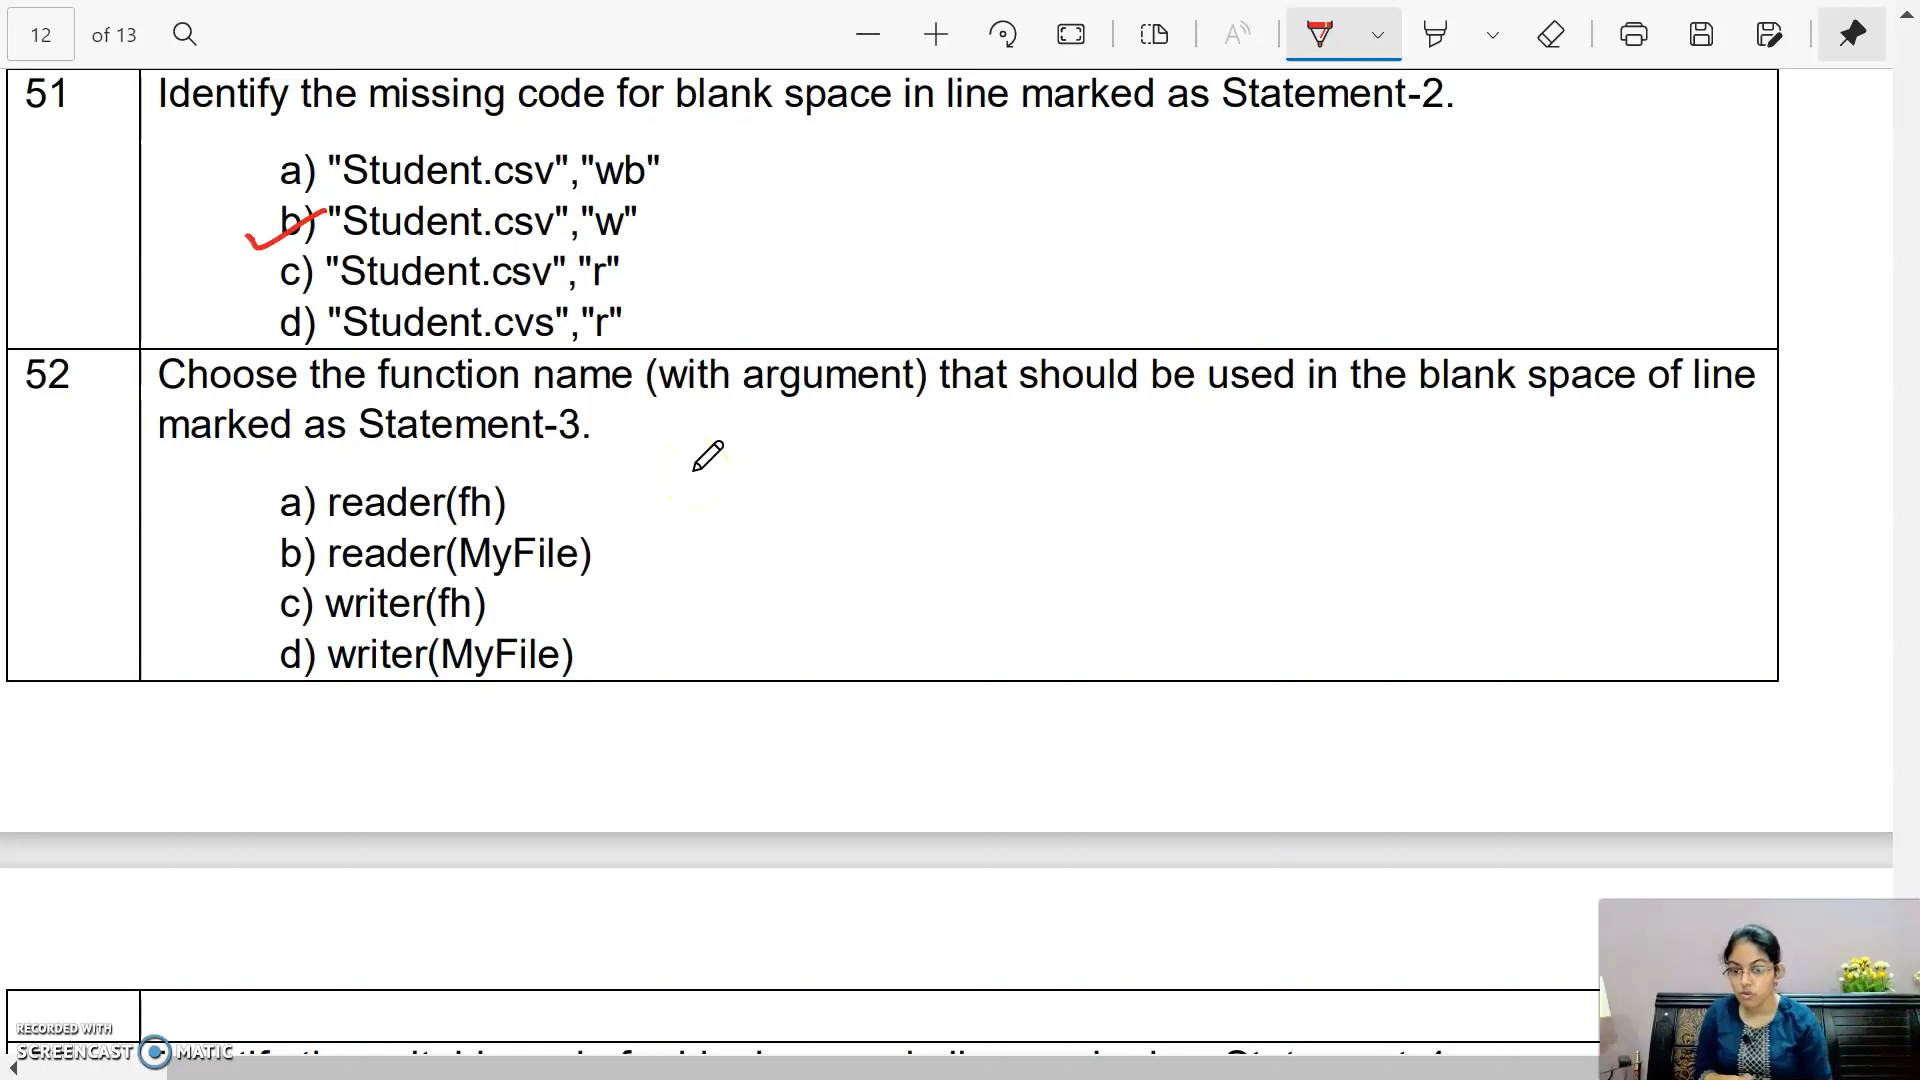 12 of 13
51 Identify the missing code for blank space in line marked as Statement-2.
a) "Student.csv","wb"
b) "Student.csv","w"
c) "Student.csv","r"
d) "Student.cvs","r"
52 Choose the function name (with argument) that should be used in the blank space of line
marked as Statement-3.
a) reader(fh)
b) reader(MyFile)
c) writer(fh)
d) writer(MyFile)
RECORDED WITH
SCREENCAST MATIC